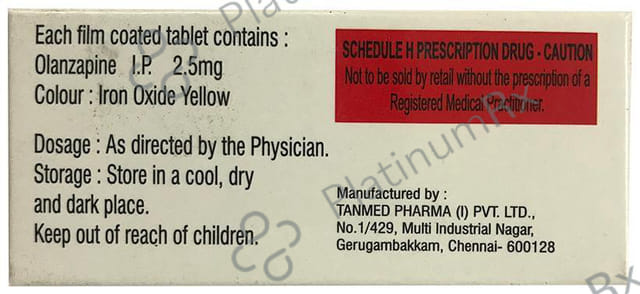 Each film coated tablet contains :
Olanzapine I.P. 2.5mg
Colour : Iron Oxide Yellow
Dosage : As directed by the Physician.
Storage : Store in a cool, dry
and dark place.
Keep out of reach of children.
SCHEDULE H PRESCRIPTION DRUG - CAUTION
Not to be sold by retail without the prescription of a
Registered Medical Practitioner.
Manufactured by :
TANMED PHARMA (I) PVT. LTD.,
No.1/429, Multi Industrial Nagar,
Gerugambakkam, Chennai- 600128
PlatinumRx